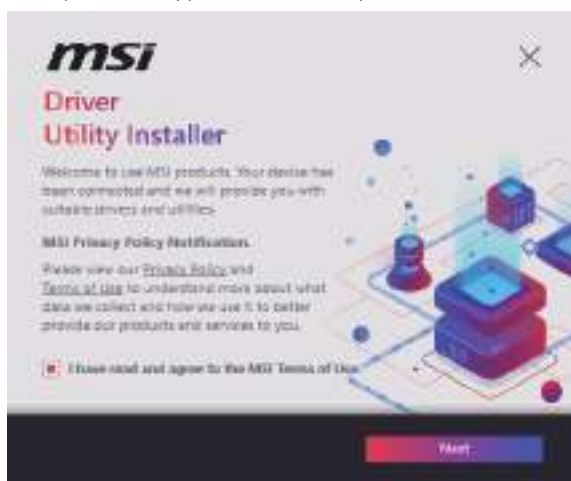 msi
Driver
Utility Installer
Welcome to use MSI products. Your device has
been connected and we will provide you with
suitable drivers and utilities.
MSI Privacy Policy Notification.
Please view our Privacy Policy and
Terms of Use to understand more about what
data we collect and how we use it to better
provide our products and services to you.
I have read and agree to the MSI Terms of Use
Next